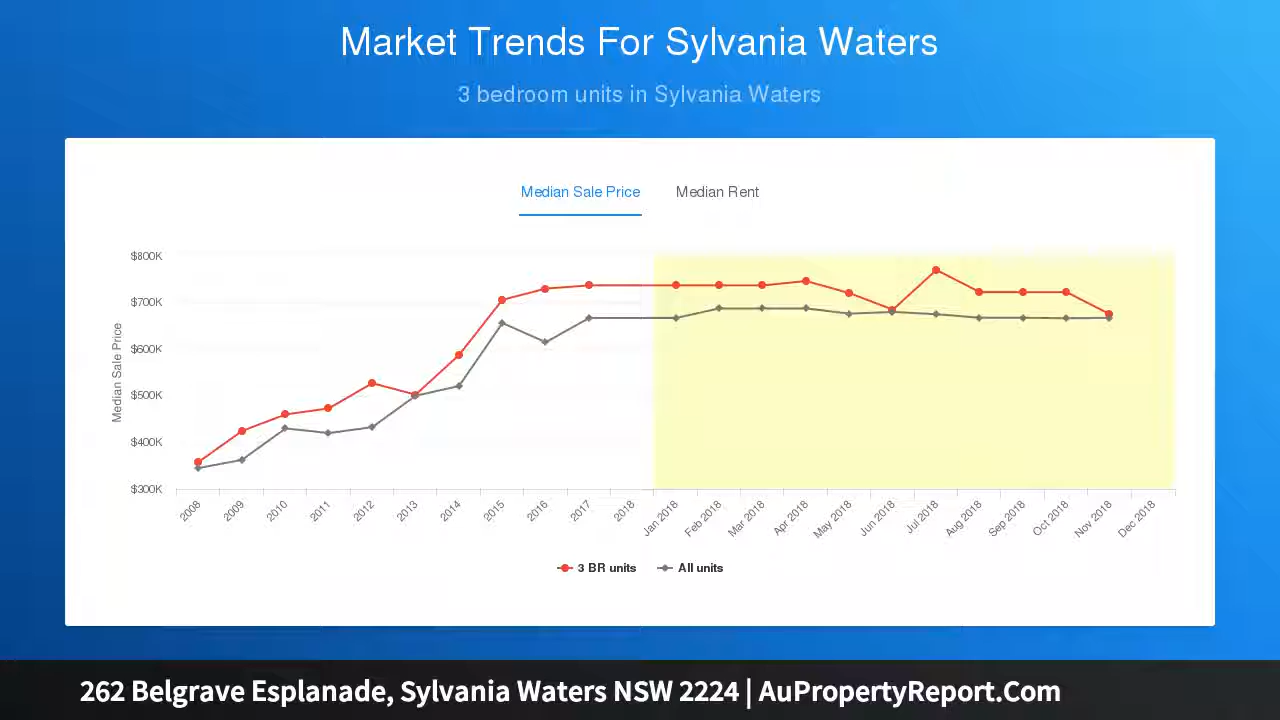 Market Trends For Sylvania Waters
3 bedroom units in Sylvania Waters
Median Sale Price Median Rent
Median Sale Price
$800K
$700K
$600K
$500K
$400K
$300K
2008 2009 2010 2011 2012 2013 2014 2015 2016 2017 2018 Jan 2018 Feb 2018 Mar 2018 Apr 2018 May 2018 Jun 2018 Jul 2018 Aug 2018 Sep 2018 Oct 2018 Nov 2018 Dec 2018
3 BR units All units
262 Belgrave Esplanade, Sylvania Waters NSW 2224 | AuPropertyReport.Com